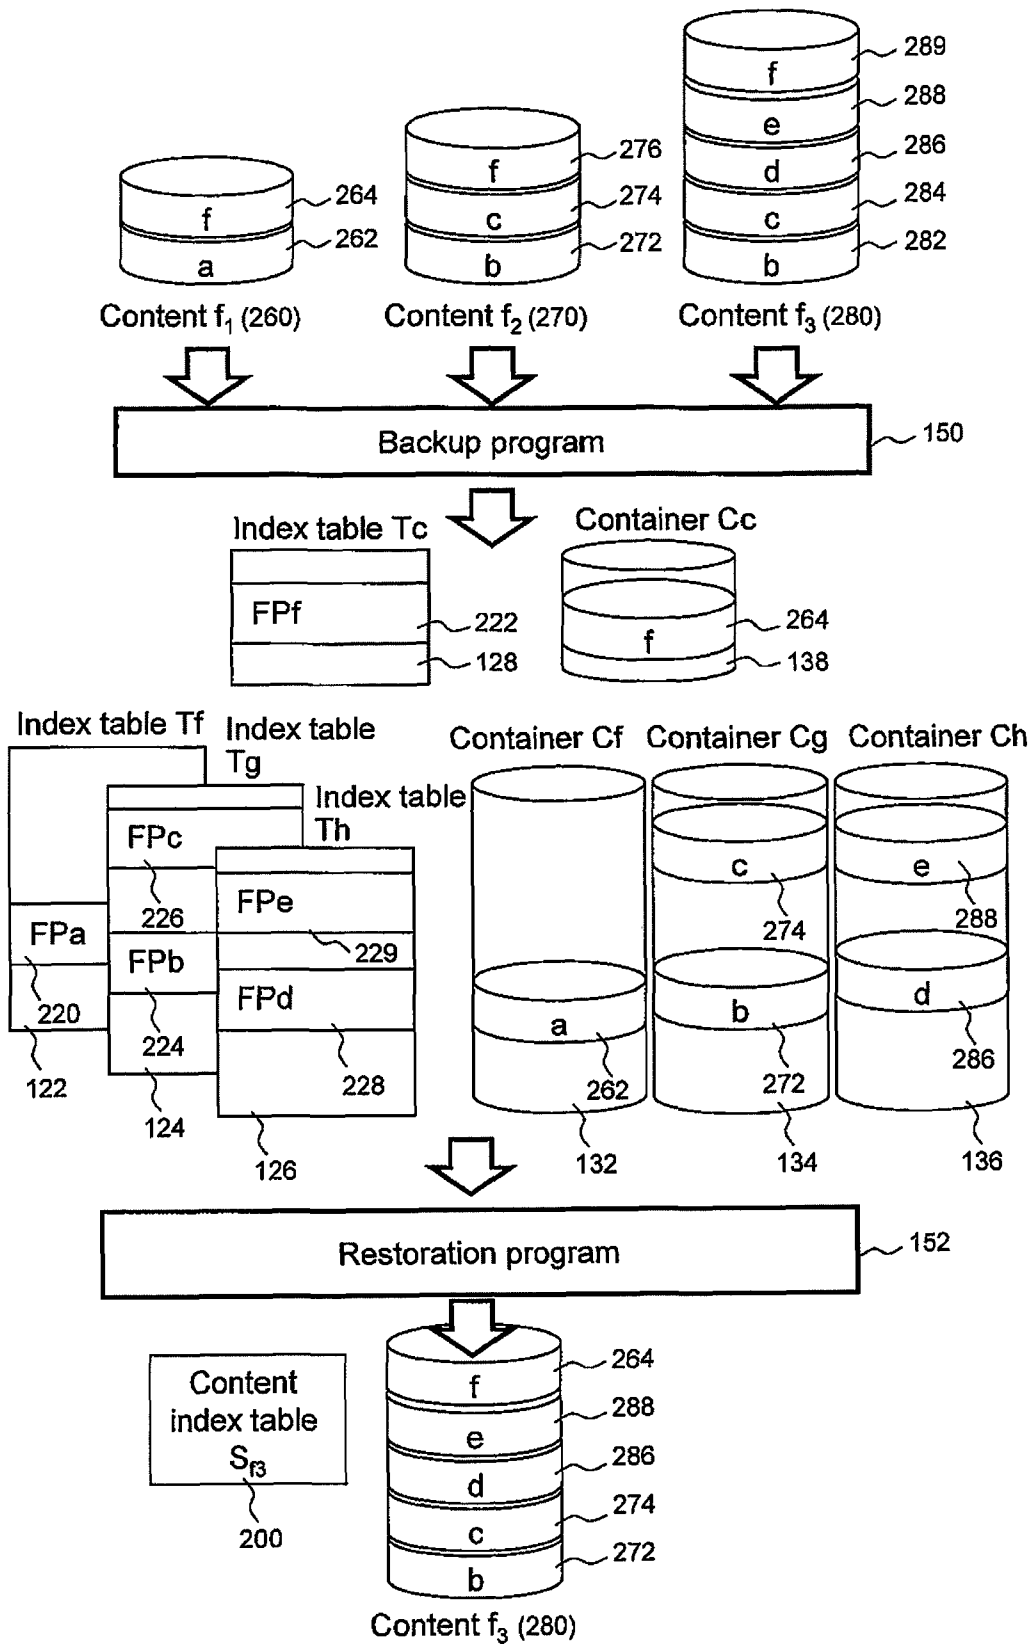 289
f
288
e
276
286
f
d
264
274
284
f
c
c
262
272
282
a
b
b
Content f1 (260)
Content f2 (270)
Content f3 (280)
Backup program
150
Index table Tc
Container Cc
FPf
222
264
f
128
138
Index table Tf
Index table
Tg
Index table
Th
Container Cf
Container Cg
Container Ch
FPc
c
e
226
FPe
274
288
FPa
229
FPb
FPd
220
a
b
d
224
228
262
272
286
122
124
126
132
134
136
Restoration program
152
Content
index table
Sf3
200
264
f
288
e
286
d
274
c
272
b
Content f3 (280)